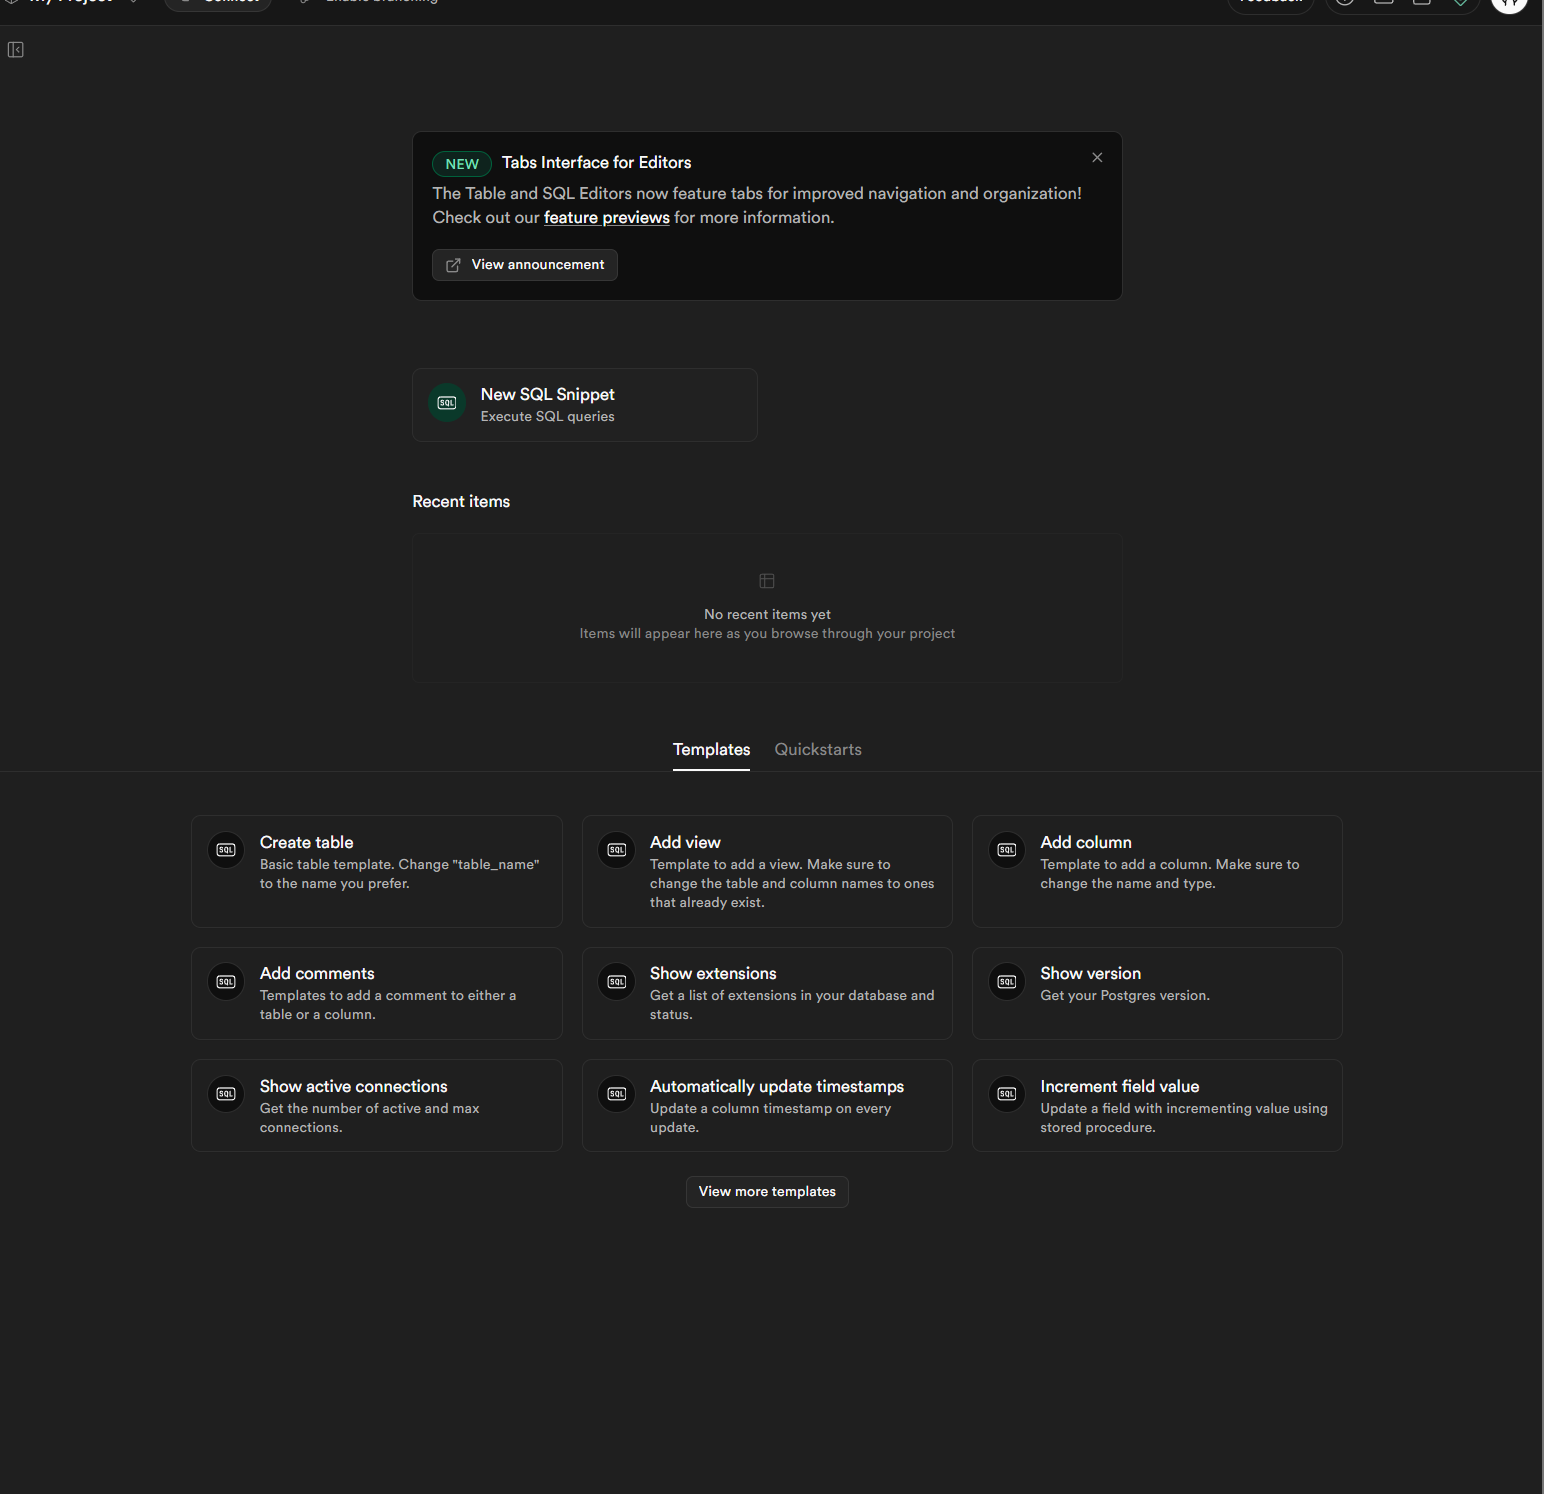 My Project
Connect
Enable branching
Feedback
NEW Tabs Interface for Editors
The Table and SQL Editors now feature tabs for improved navigation and organization!
Check out our feature previews for more information.
View announcement
SQL
New SQL Snippet
Execute SQL queries
Recent items
No recent items yet
Items will appear here as you browse through your project
Templates
Quickstarts
SQL
Create table
Basic table template. Change "table_name"
to the name you prefer.
SQL
Add view
Template to add a view. Make sure to
change the table and column names to ones
that already exist.
SQL
Add column
Template to add a column. Make sure to
change the name and type.
SQL
Add comments
Templates to add a comment to either a
table or a column.
SQL
Show extensions
Get a list of extensions in your database and
status.
SQL
Show version
Get your Postgres version.
SQL
Show active connections
Get the number of active and max
connections.
SQL
Automatically update timestamps
Update a column timestamp on every
update.
SQL
Increment field value
Update a field with incrementing value using
stored procedure.
View more templates